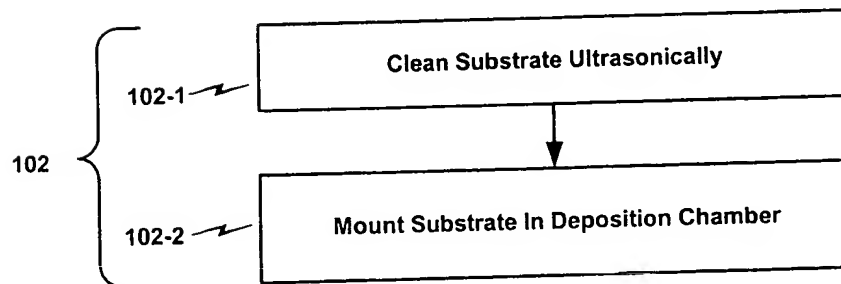 Clean Substrate Ultrasonically
102-1
102
Mount Substrate In Deposition Chamber
102-2